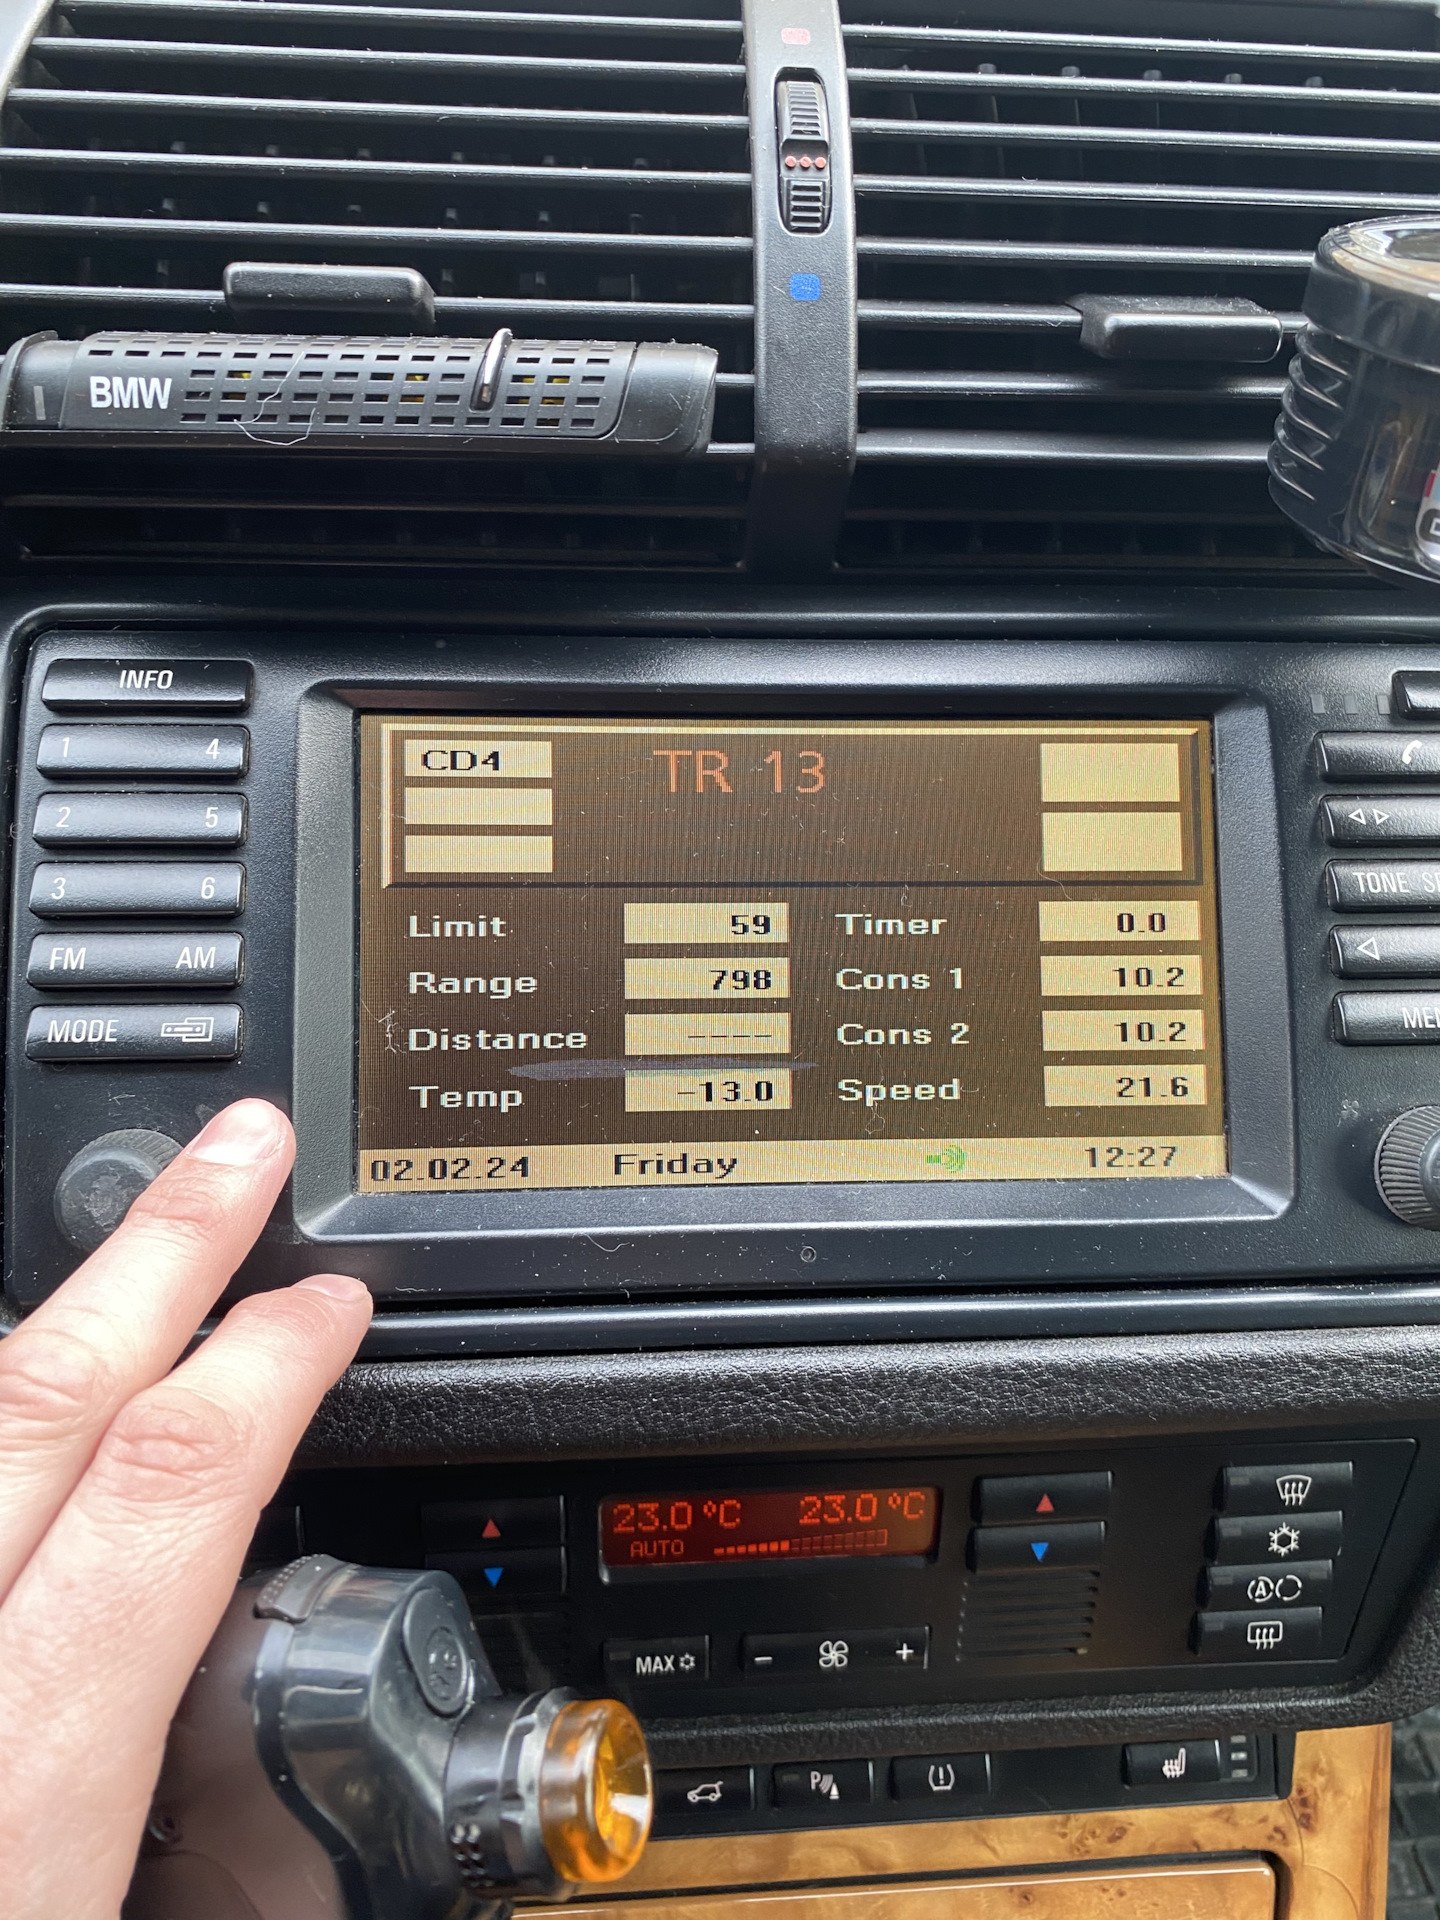 BMW
INFO
1 4
2 5
3 6
FM AM
MODE
CD4 TR 13
Limit 59 Timer 0.0
Range 798 Cons 1 10.2
Distance ---- Cons 2 10.2
Temp -13.0 Speed 21.6
02.02.24 Friday 12:27
TONE
23.0 °C 23.0 °C
AUTO
A
MAX - +
P